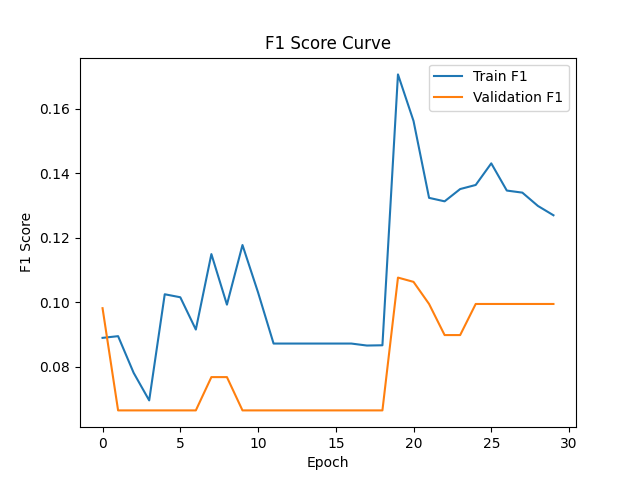 F1 Score Curve
Train F1
Validation F1
F1 Score
0.16
0.14
0.12
0.10
0.08
0 5 10 15 20 25 30
Epoch